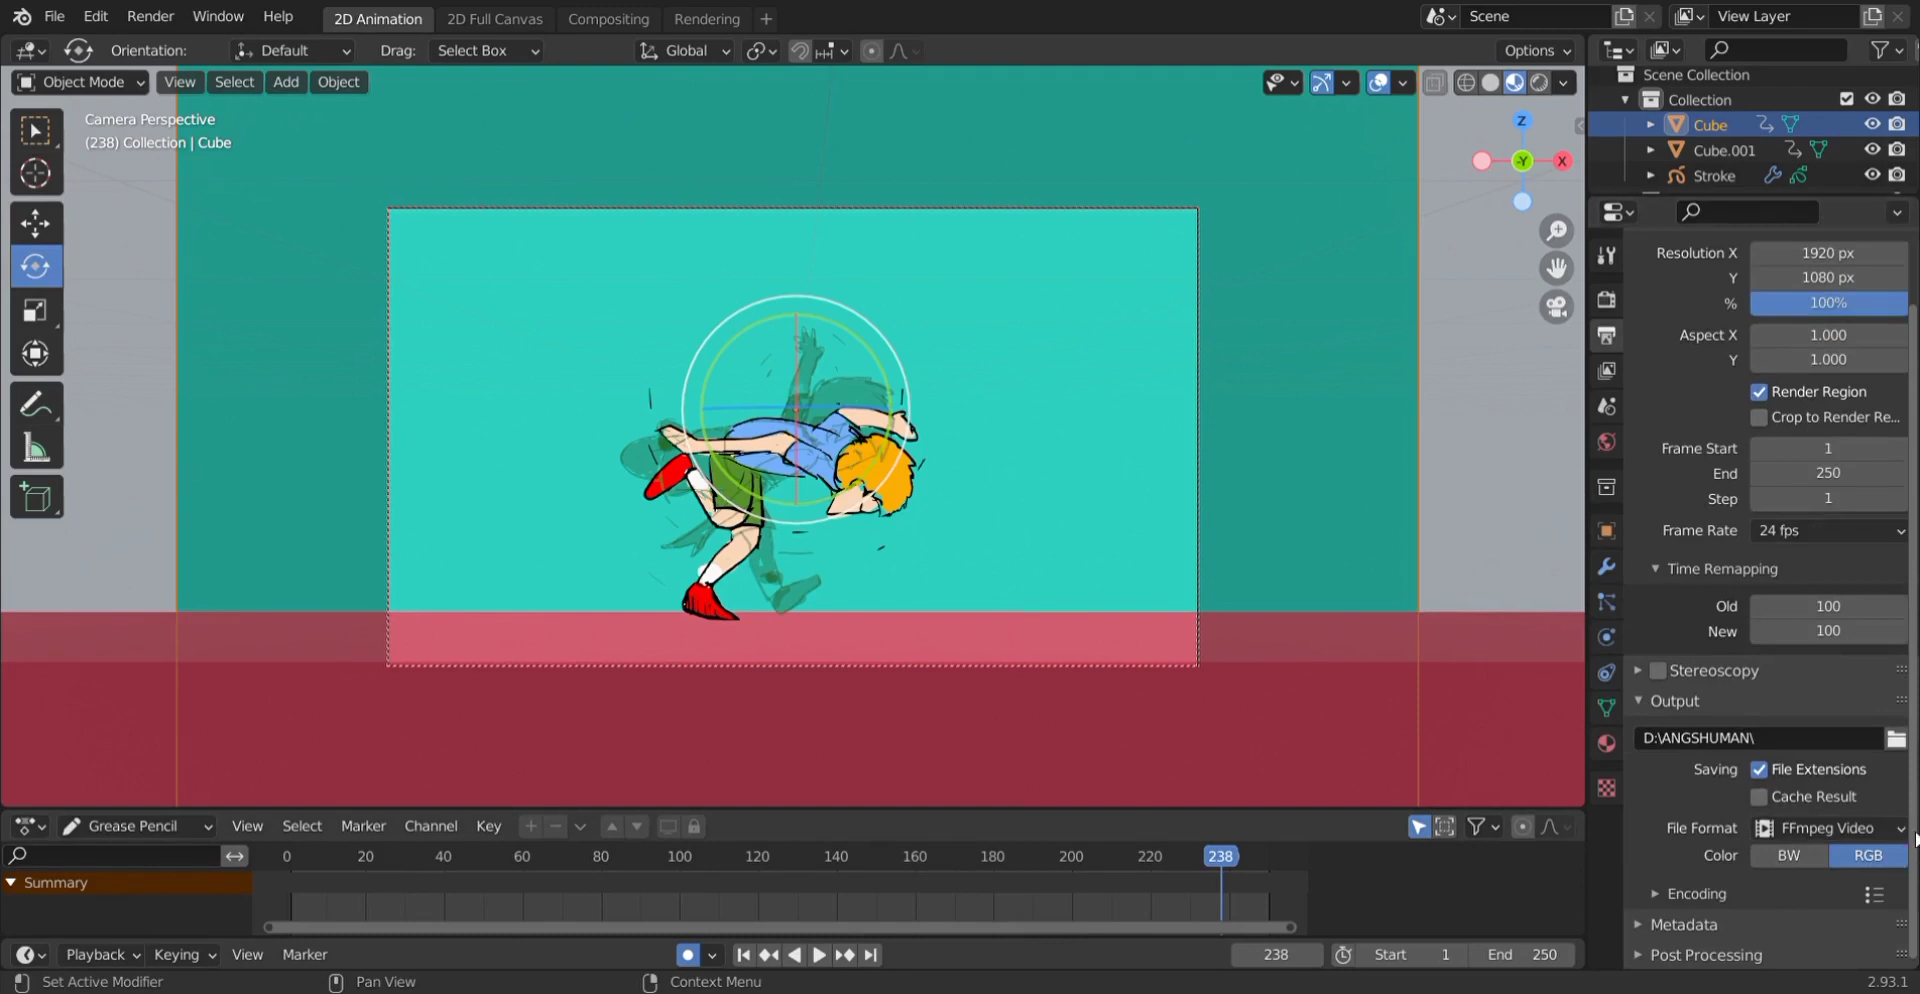 File Edit Render Window Help 2D Animation 2D Full Canvas Compositing Rendering + Scene View Layer
Orientation: Default Drag: Select Box Global Options
Object Mode View Select Add Object
Camera Perspective
(238) Collection | Cube
Z
-Y X
Scene Collection
Collection
Cube
Cube.001
Stroke
Resolution X 1920 px
Y 1080 px
% 100%
Aspect X 1.000
Y 1.000
Render Region
Crop to Render Re...
Frame Start 1
End 250
Step 1
Frame Rate 24 fps
Time Remapping
Old 100
New 100
Stereoscopy
Output
D:\ANGSHUMAN\
Saving File Extensions
Cache Result
File Format FFmpeg Video
Color BW RGB
Encoding
Metadata
Post Processing
Grease Pencil View Select Marker Channel Key
0 20 40 60 80 100 120 140 160 180 200 220 238
Summary
Playback Keying View Marker 238 Start 1 End 250
Set Active Modifier Pan View Context Menu 2.93.1